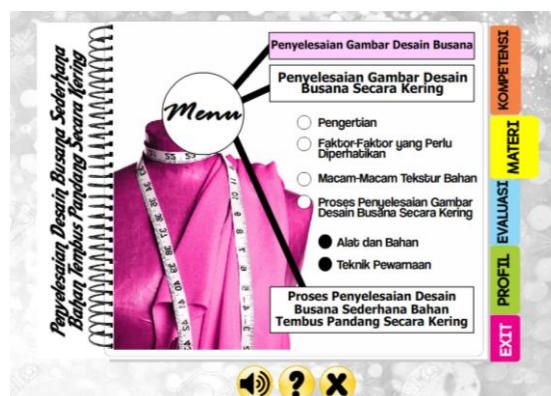 Penyelesaian Desain Busana Sederhana
Bahan Tembus Pandang Secara Kering
Menu
Penyelesaian Gambar Desain Busana
Penyelesaian Gambar Desain
Busana Secara Kering
Pengertian
Faktor-Faktor yang Perlu
Diperhatikan
Macam-Macam Tekstur Bahan
Proses Penyelesaian Gambar
Desain Busana Secara Kering
Alat dan Bahan
Teknik Pewarnaan
Proses Penyelesaian Desain
Busana Sederhana Bahan
Tembus Pandang Secara Kering
KOMPETENSI
MATERI
EVALUASI
PROFIL
EXIT
?
X